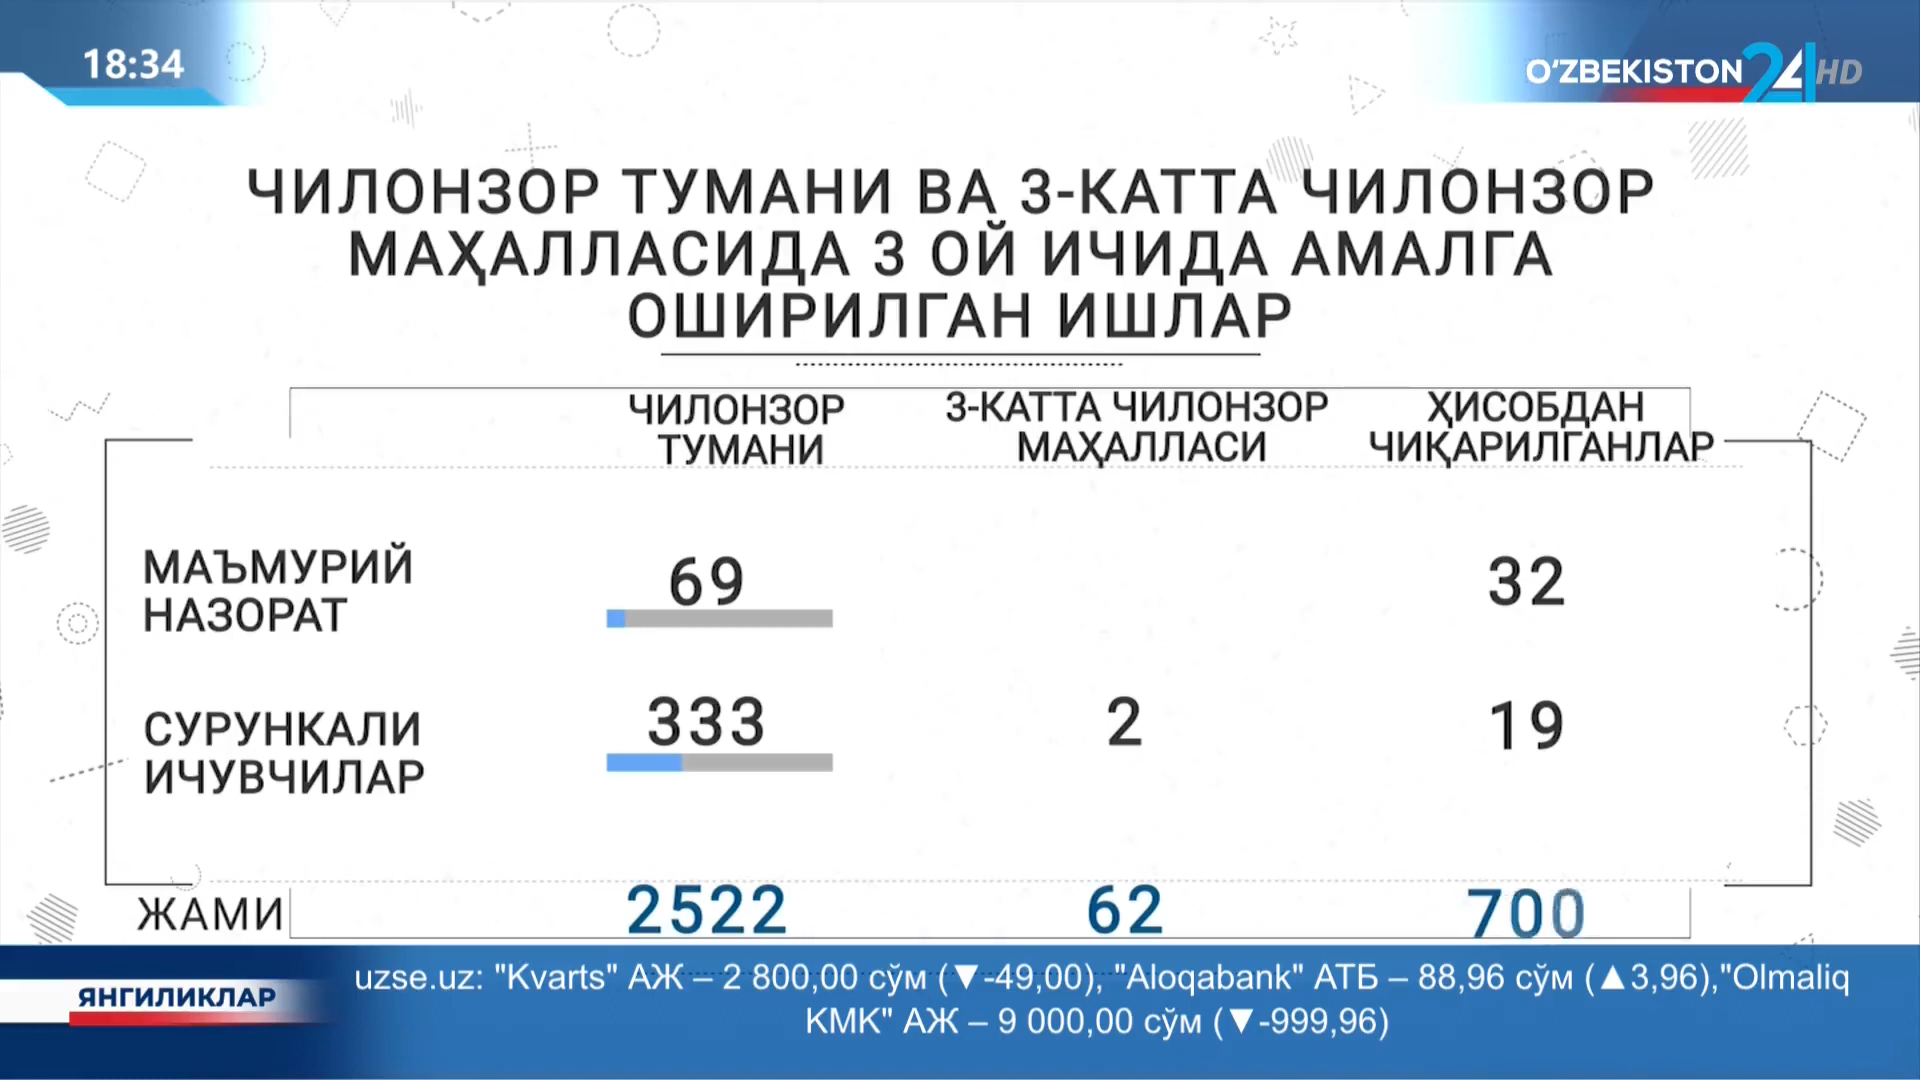 18:34
O‘ZBEKISTON 24 HD
ЧИЛОНЗОР ТУМАНИ ВА 3-КАТТА ЧИЛОНЗОР
МАҲАЛЛАСИДА 3 ОЙ ИЧИДА АМАЛГА
ОШИРИЛГАН ИШЛАР
ЧИЛОНЗОР
ТУМАНИ
3-КАТТА ЧИЛОНЗОР
МАҲАЛЛАСИ
ҲИСОБДАН
ЧИҚАРИЛГАНЛАР
МАЪМУРИЙ
НАЗОРАТ
69
32
СУРУНКАЛИ
ИЧУВЧИЛАР
333
2
19
ЖАМИ
2522
62
700
ЯНГИЛИКЛАР
uzse.uz: "Kvarts" АЖ – 2 800,00 сўм (▼-49,00), "Aloqabank" АТБ – 88,96 сўм (▲3,96),"Olmaliq
KMK" АЖ – 9 000,00 сўм (▼-999,96)